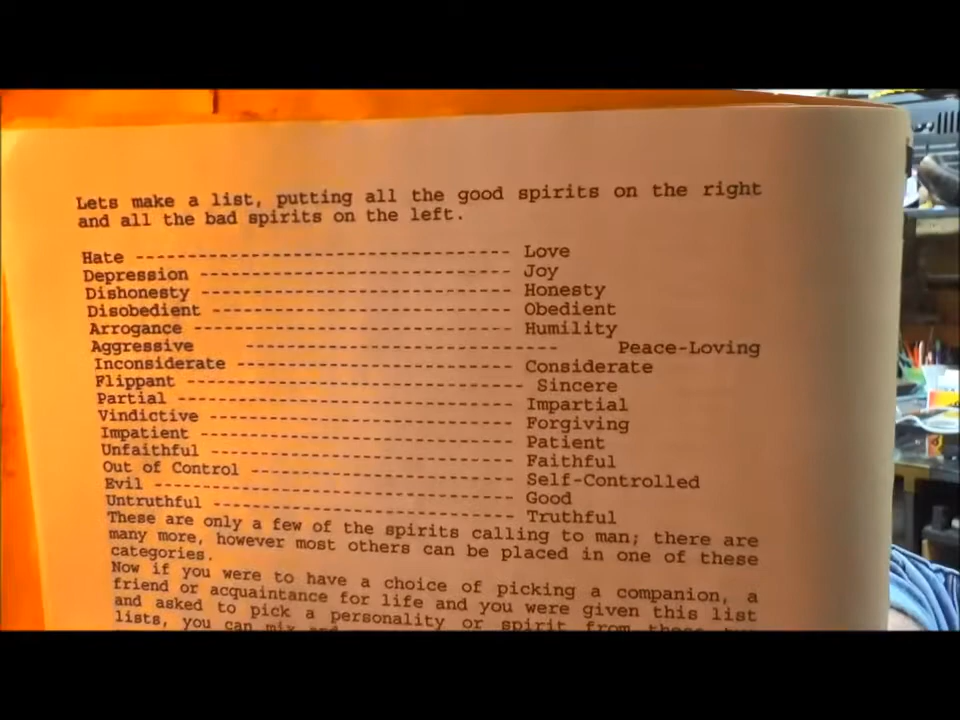 Lets make a list, putting all the good spirits on the right
and all the bad spirits on the left.
Hate ---------------------------------- Love
Depression ---------------------------- Joy
Dishonesty ---------------------------- Honesty
Disobedient --------------------------- Obedient
Arrogance ----------------------------- Humility
Aggressive ---------------------------- Peace-Loving
Inconsiderate ------------------------- Considerate
Flippant ------------------------------ Sincere
Partial ------------------------------- Impartial
Vindictive ---------------------------- Forgiving
Impatient ----------------------------- Patient
Unfaithful ---------------------------- Faithful
Out of Control ------------------------ Self-Controlled
Evil ---------------------------------- Good
Untruthful ---------------------------- Truthful
These are only a few of the spirits calling to man; there are
many more, however most others can be placed in one of these
categories.
Now if you were to have a choice of picking a companion, a
friend or acquaintance for life and you were given this list
and asked to pick a personality or spirit from these
lists, you can mix and